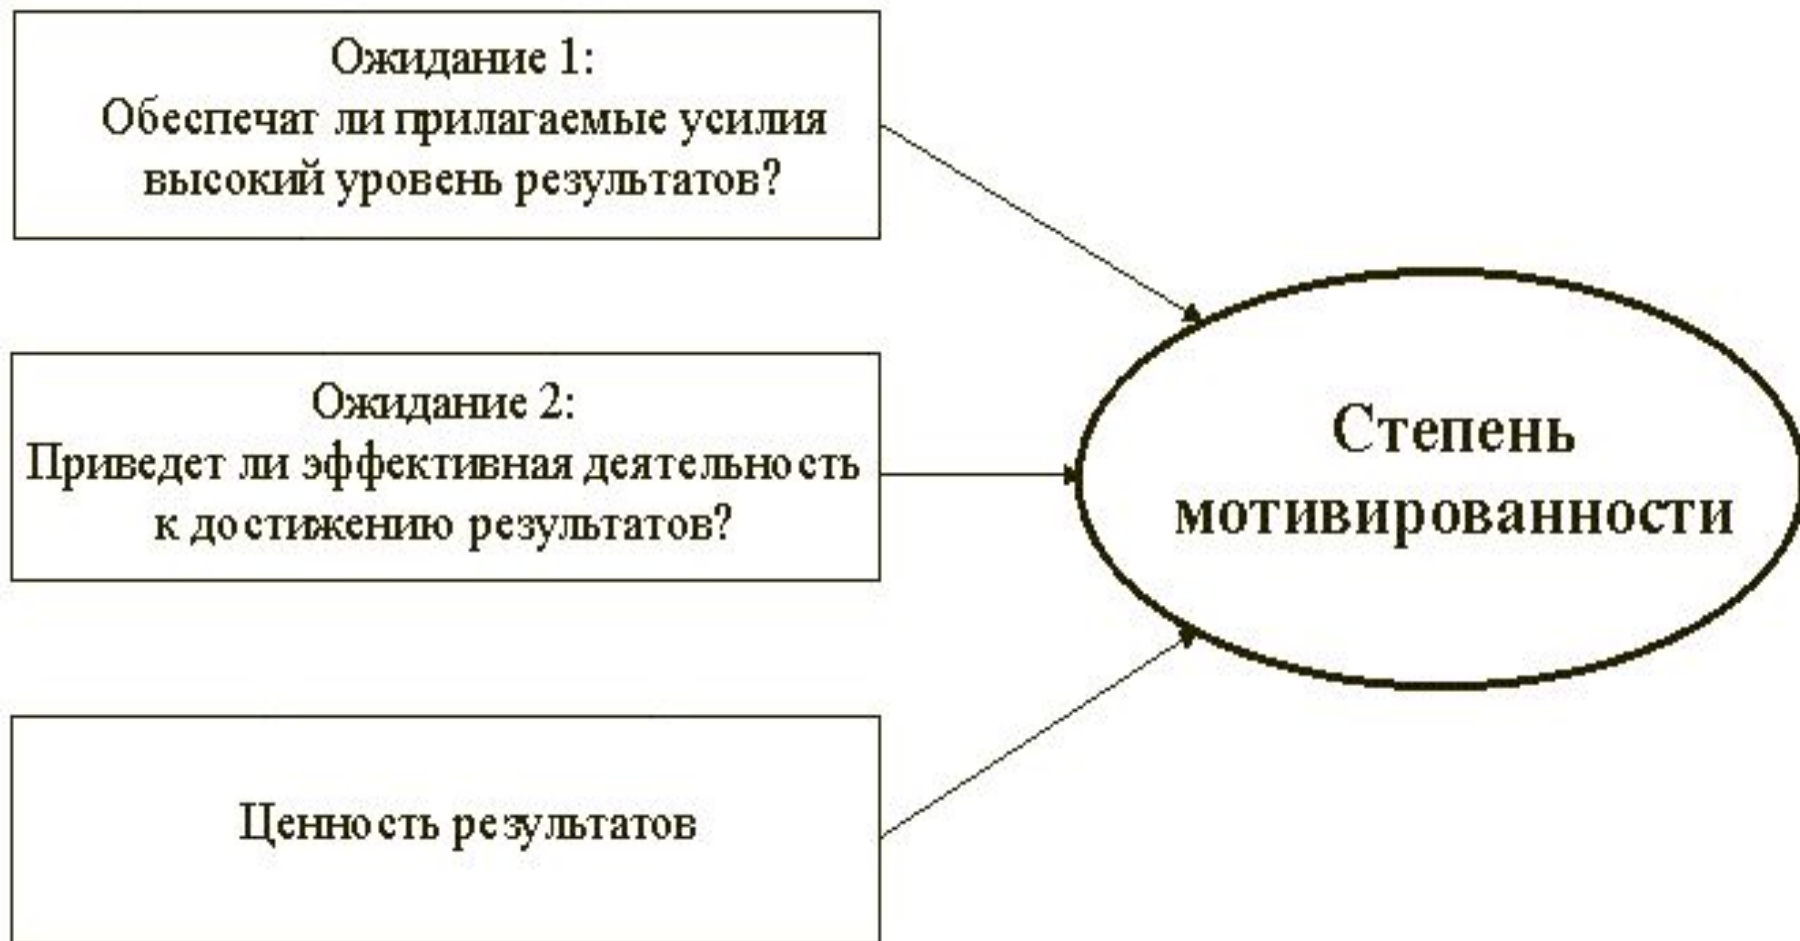 Ожидание 1:
Обеспечат ли прилагаемые усилия
высокий уровень результатов?
Ожидание 2:
Приведет ли эффективная деятельность
к достижению результатов?
Ценность результатов
Степень
мотивированности